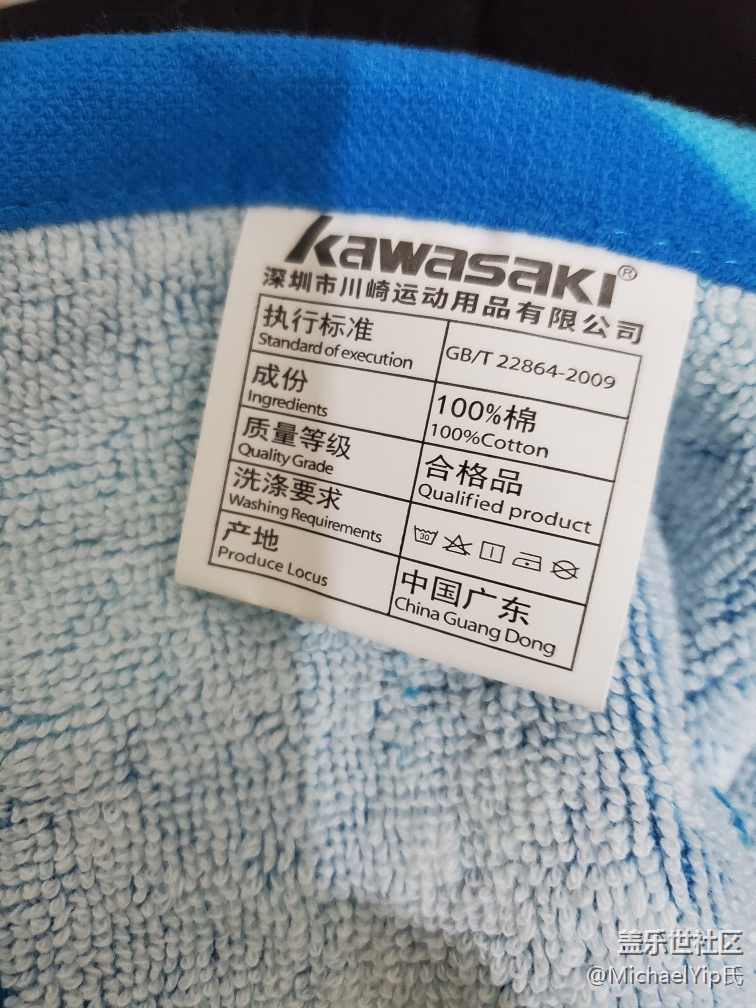 kawasaki®
深圳市川崎运动用品有限公司
执行标准
Standard of execution
GB/T 22864-2009
成份
Ingredients
100%棉
100%Cotton
质量等级
Quality Grade
合格品
Qualified product
洗涤要求
Washing Requirements
30
产地
Produce Locus
中国广东
China Guang Dong
盖乐世社区
@MichaelYip氏